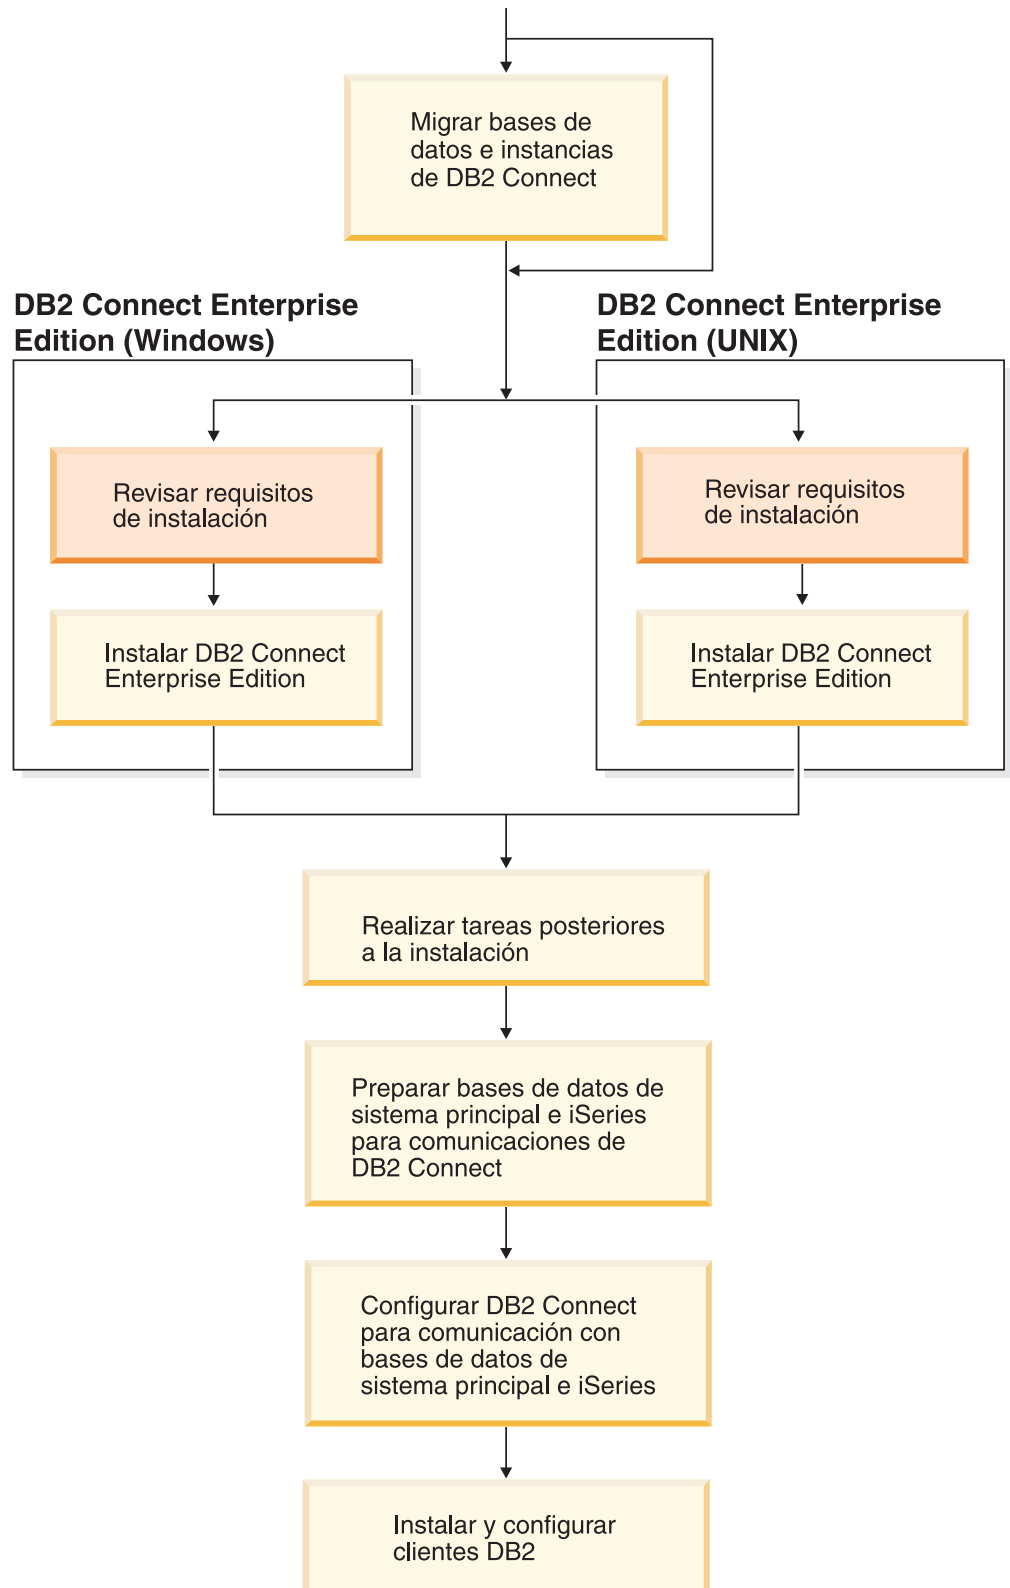 Migrar bases de
datos e instancias
de DB2 Connect
DB2 Connect Enterprise
Edition (Windows)
Revisar requisitos
de instalación
Instalar DB2 Connect
Enterprise Edition
DB2 Connect Enterprise
Edition (UNIX)
Revisar requisitos
de instalación
Instalar DB2 Connect
Enterprise Edition
Realizar tareas posteriores
a la instalación
Preparar bases de datos de
sistema principal e iSeries
para comunicaciones de
DB2 Connect
Configurar DB2 Connect
para comunicación con
bases de datos de
sistema principal e iSeries
Instalar y configurar
clientes DB2